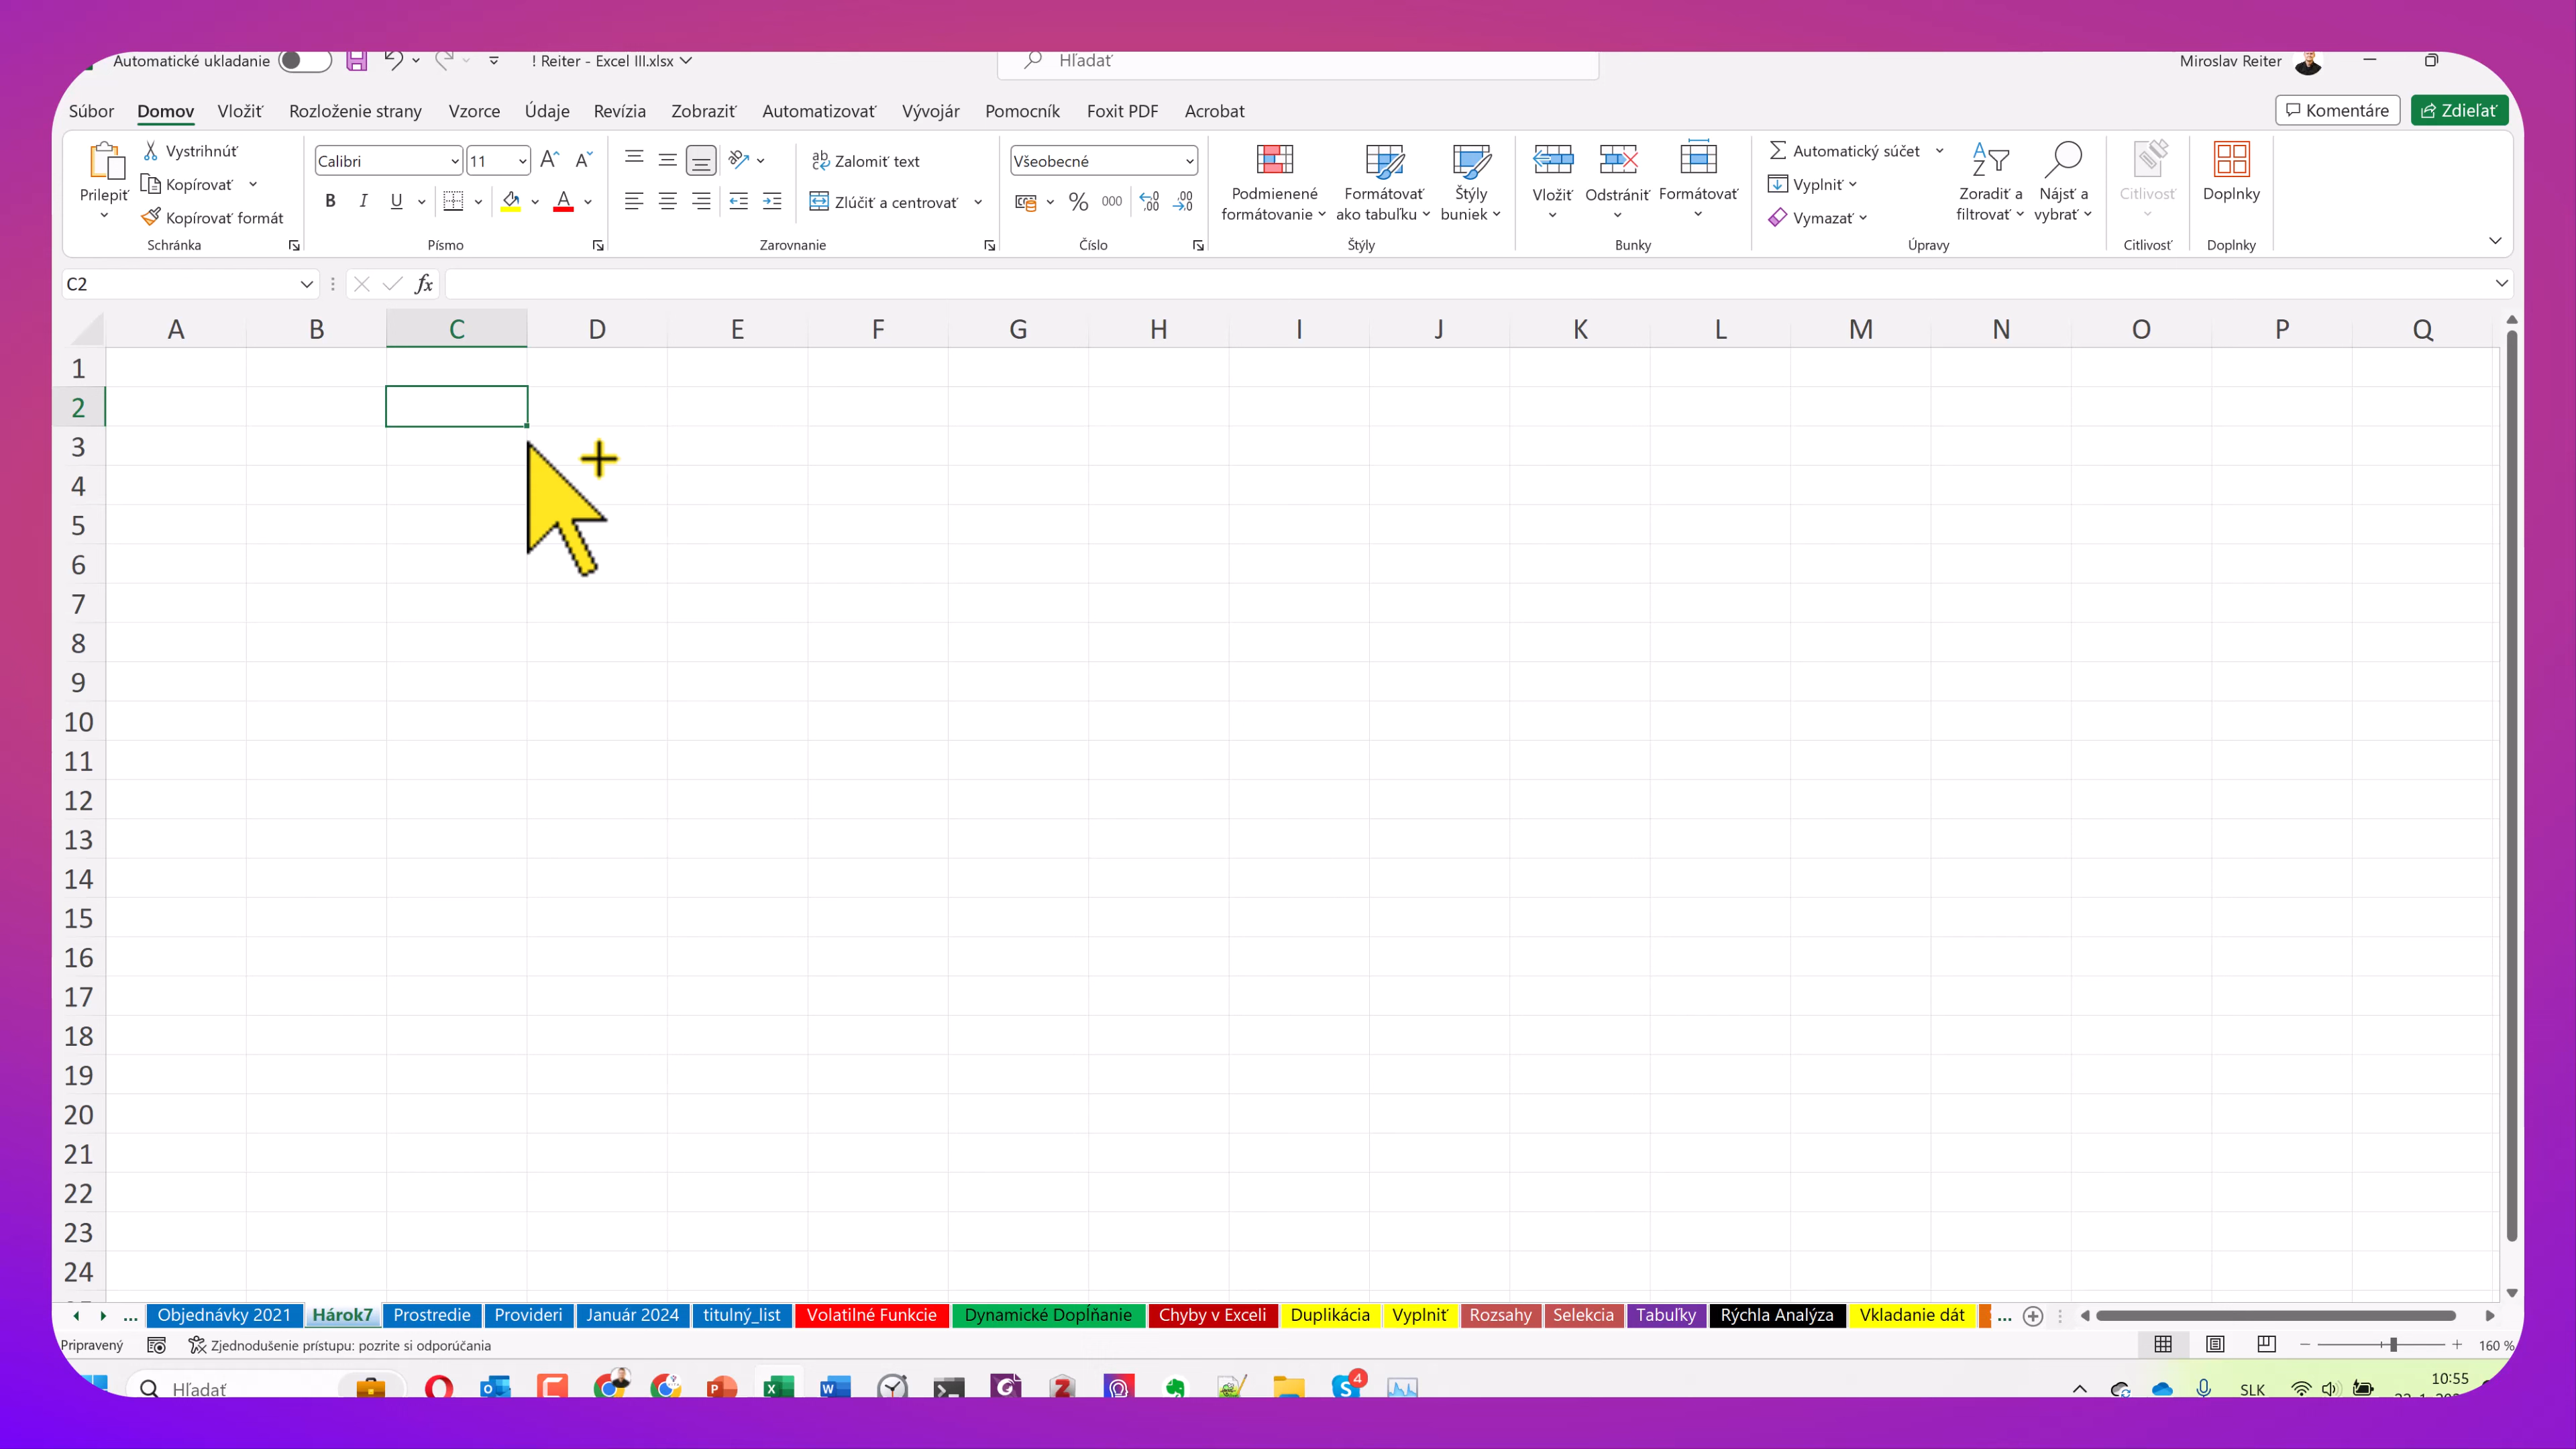 Automatické ukladanie ! Reiter - Excel III.xlsx Hľadať Miroslav Reiter
Súbor Domov Vložiť Rozloženie strany Vzorce Údaje Revízia Zobraziť Automatizovať Vývojár Pomocník Foxit PDF Acrobat Komentáre Zdieľať
Prilepiť
Vystrihnúť
Kopírovať
Kopírovať formát
Schránka
Calibri 11
B I U
Písmo
Zalomiť text
Zlúčiť a centrovať
Zarovnanie
Všeobecné
% 000
Číslo
Podmienené
formátovanie
Formátovať
ako tabuľku
Štýly
buniek
Štýly
Vložiť Odstrániť Formátovať
Bunky
Automatický súčet
Vyplniť
Vymazať
Zoradiť a
filtrovať
Nájsť a
vybrať
Úpravy
Citlivosť
Citlivosť
Doplnky
Doplnky
C2 fx
A B C D E F G H I J K L M N O P Q
1
2
3
4
5
6
7
8
9
10
11
12
13
14
15
16
17
18
19
20
21
22
23
24
... Objednávky 2021 Hárok7 Prostredie Provideri Január 2024 titulný_list Volatilné Funkcie Dynamické Dopĺňanie Chyby v Exceli Duplikácia Vyplniť Rozsahy Selekcia Tabuľky Rýchla Analýza Vkladanie dát ...
Pripravený Zjednodušenie prístupu: pozrite si odporúčania 160 %
Hľadať 4 SLK 10:55